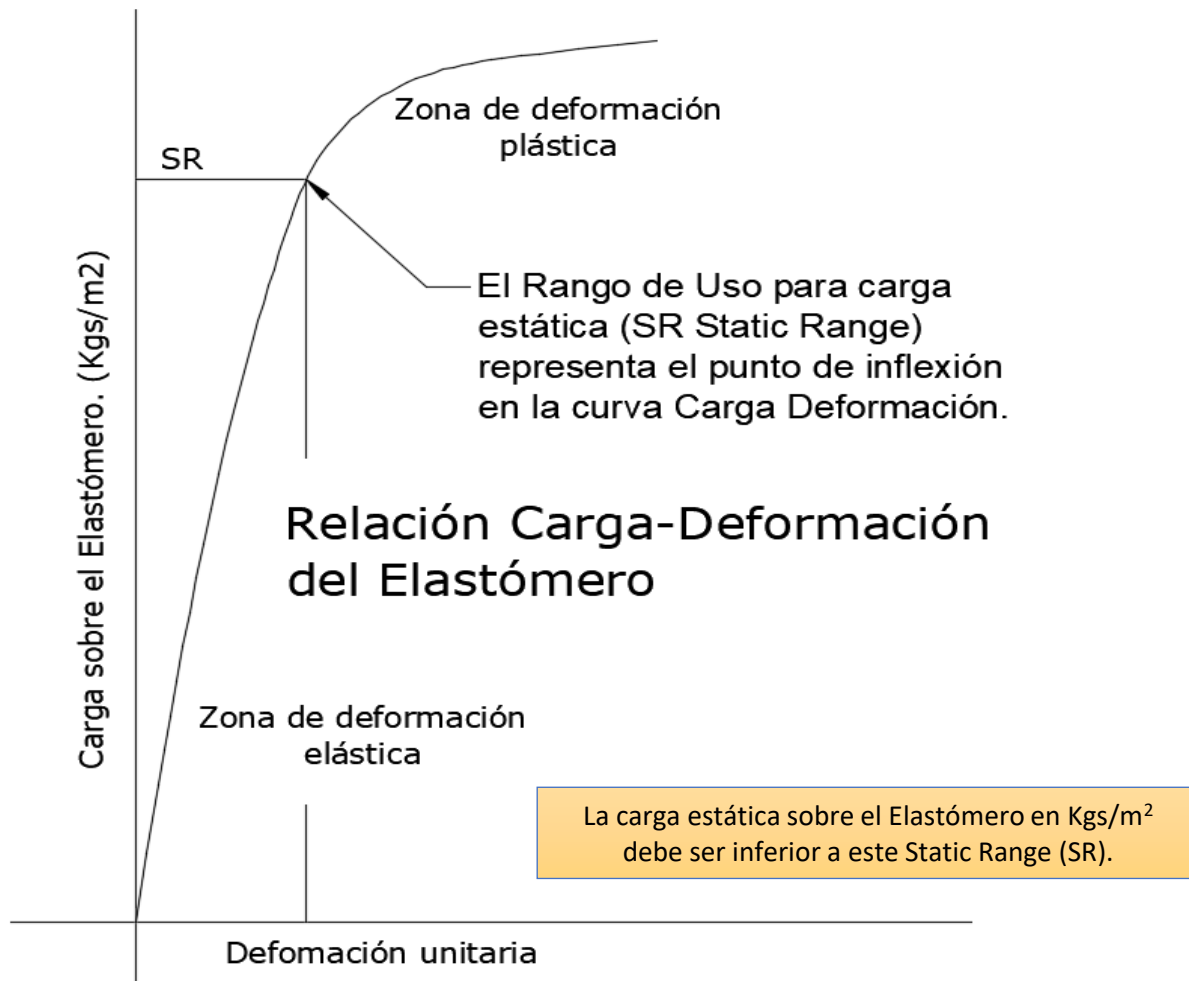 Zona de deformación
plástica
SR
El Rango de Uso para carga
estática (SR Static Range)
representa el punto de inflexión
en la curva Carga Deformación.
Carga sobre el Elastómero. (Kgs/m2)
Relación Carga-Deformación
del Elastómero
Zona de deformación
elástica
La carga estática sobre el Elastómero en Kgs/m²
debe ser inferior a este Static Range (SR).
Defomación unitaria